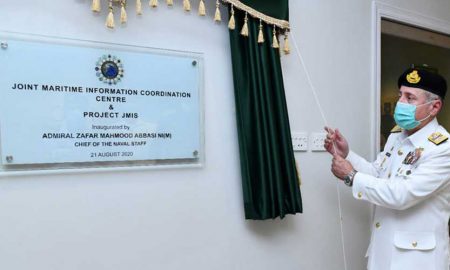 JOINT MARITIME INFORMATION COORDINATION
CENTRE
&
PROJECT JMIS
Inaugurated by
ADMIRAL ZAFAR MAHMOOD ABBASI NI(M)
CHIEF OF THE NAVAL STAFF
21 AUGUST 2020